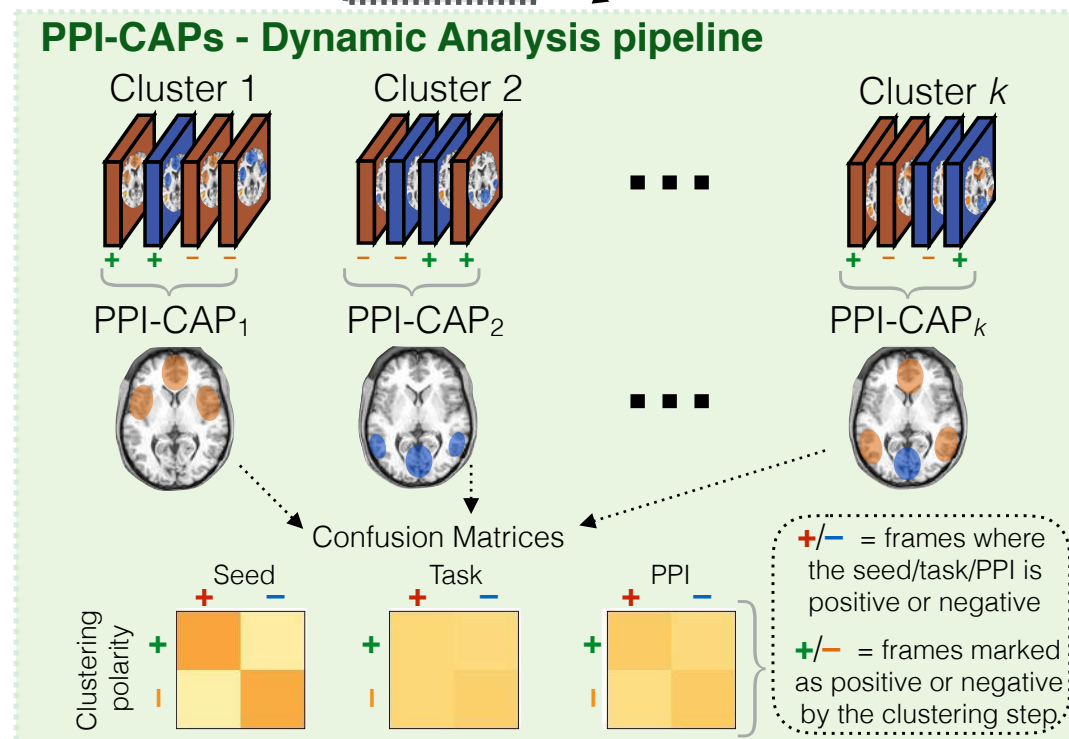 PPI-CAPs - Dynamic Analysis pipeline
Cluster 1
Cluster 2
Cluster k
+ + − −
− − + +
+ − − +
PPI-CAP1
PPI-CAP2
PPI-CAPk
Confusion Matrices
Seed
Task
PPI
+ −
+ −
+ −
Clustering
polarity
+
−
+
−
+
−
+/− = frames where
the seed/task/PPI is
positive or negative
+/− = frames marked
as positive or negative
by the clustering step